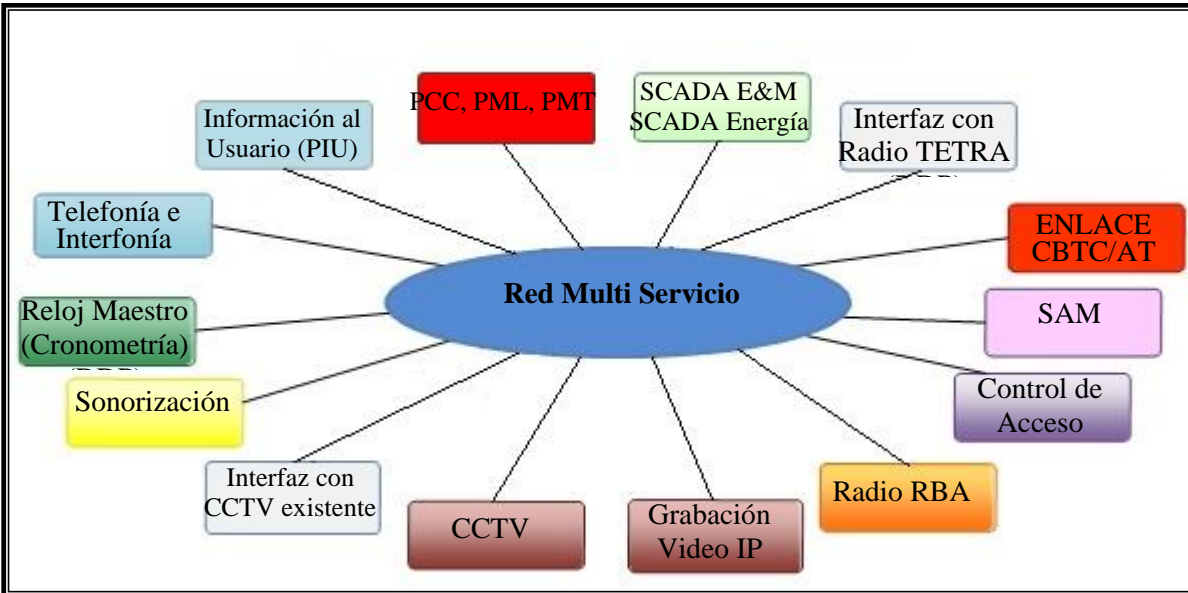 PCC, PML, PMT
SCADA E&M
SCADA Energía
Información al
Usuario (PIU)
Interfaz con
Radio TETRA
Telefonía e
Interfonía
ENLACE
CBTC/AT
Red Multi Servicio
Reloj Maestro
(Cronometría)
SAM
Sonorización
Control de
Acceso
Interfaz con
CCTV existente
CCTV
Grabación
Video IP
Radio RBA